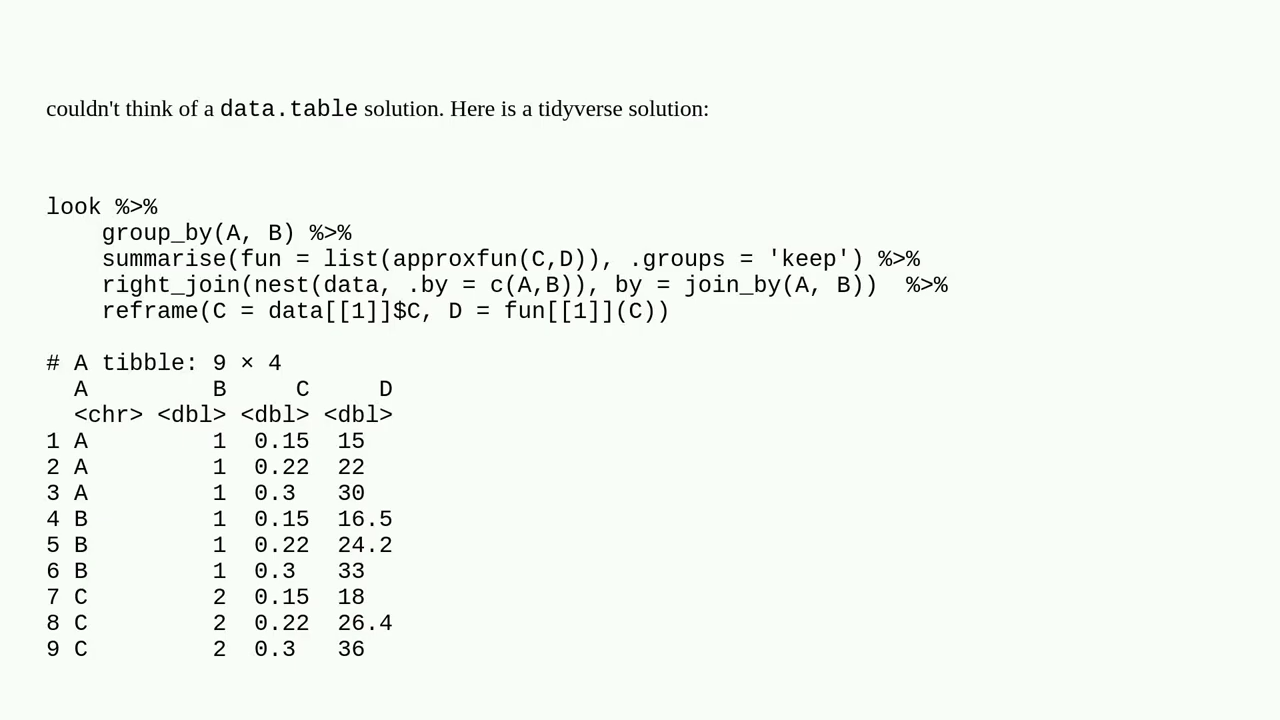 couldn't think of a data.table solution. Here is a tidyverse solution:
look %>%
    group_by(A, B) %>%
    summarise(fun = list(approxfun(C,D)), .groups = 'keep') %>%
    right_join(nest(data, .by = c(A,B)), by = join_by(A, B))  %>%
    reframe(C = data[[1]]$C, D = fun[[1]](C))
# A tibble: 9 × 4
  A         B     C     D
  <chr> <dbl> <dbl> <dbl>
1 A         1  0.15  15
2 A         1  0.22  22
3 A         1  0.3   30
4 B         1  0.15  16.5
5 B         1  0.22  24.2
6 B         1  0.3   33
7 C         2  0.15  18
8 C         2  0.22  26.4
9 C         2  0.3   36